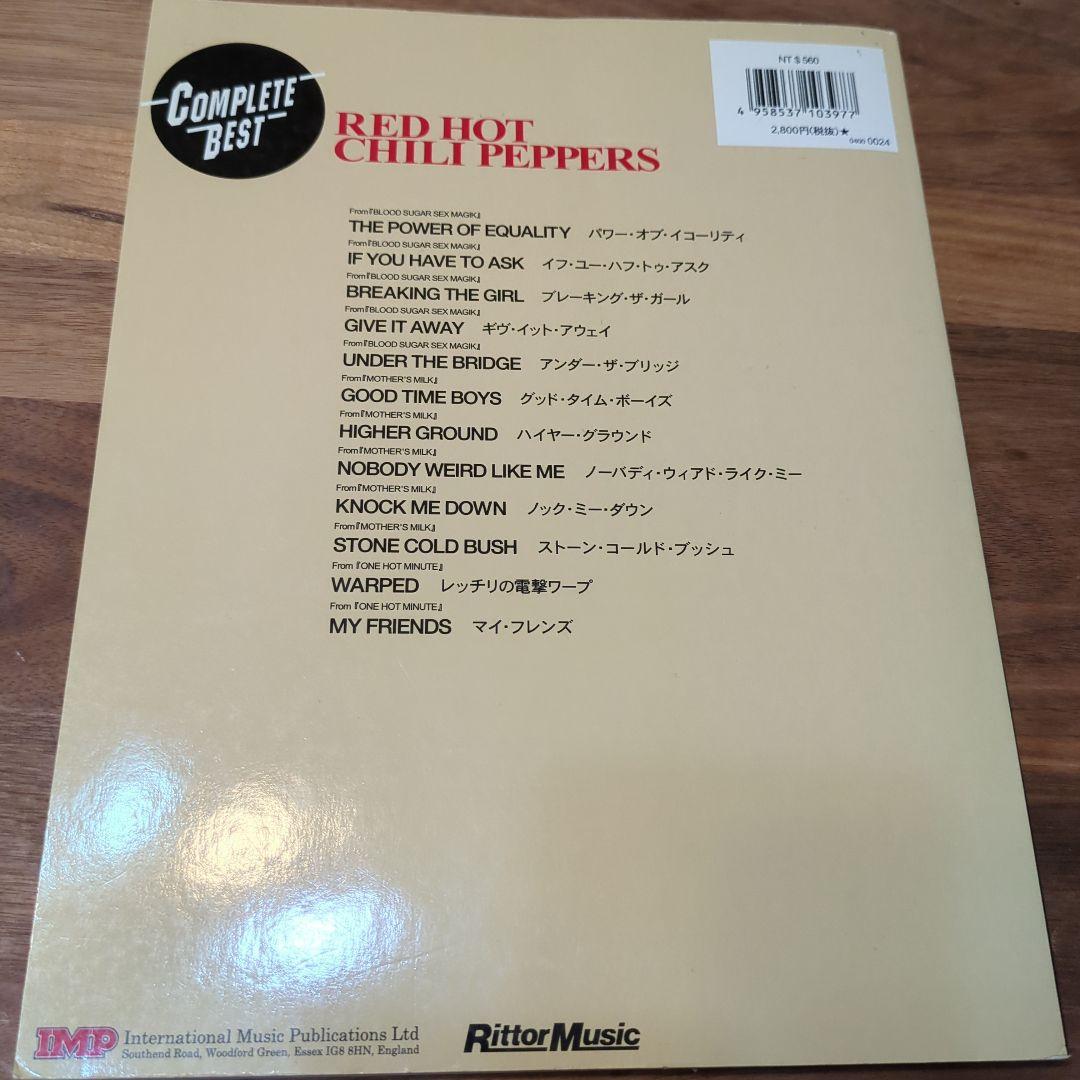 COMPLETE
BEST
NT $ 560
4 958537 103977
2,800円(税抜)★
0400 0024
RED HOT
CHILI PEPPERS
From『BLOOD SUGAR SEX MAGIK』
THE POWER OF EQUALITY パワー・オブ・イコーリティ
From『BLOOD SUGAR SEX MAGIK』
IF YOU HAVE TO ASK イフ・ユー・ハフ・トゥ・アスク
From『BLOOD SUGAR SEX MAGIK』
BREAKING THE GIRL ブレーキング・ザ・ガール
From『BLOOD SUGAR SEX MAGIK』
GIVE IT AWAY ギヴ・イット・アウェイ
From『BLOOD SUGAR SEX MAGIK』
UNDER THE BRIDGE アンダー・ザ・ブリッジ
From『MOTHER'S MILK』
GOOD TIME BOYS グッド・タイム・ボーイズ
From『MOTHER'S MILK』
HIGHER GROUND ハイヤー・グラウンド
From『MOTHER'S MILK』
NOBODY WEIRD LIKE ME ノーバディ・ウィアド・ライク・ミー
From『MOTHER'S MILK』
KNOCK ME DOWN ノック・ミー・ダウン
From『MOTHER'S MILK』
STONE COLD BUSH ストーン・コールド・ブッシュ
From『ONE HOT MINUTE』
WARPED レッチリの電撃ワープ
From『ONE HOT MINUTE』
MY FRIENDS マイ・フレンズ
IMP International Music Publications Ltd
Southend Road, Woodford Green, Essex IG8 8HN, England
Rittor Music